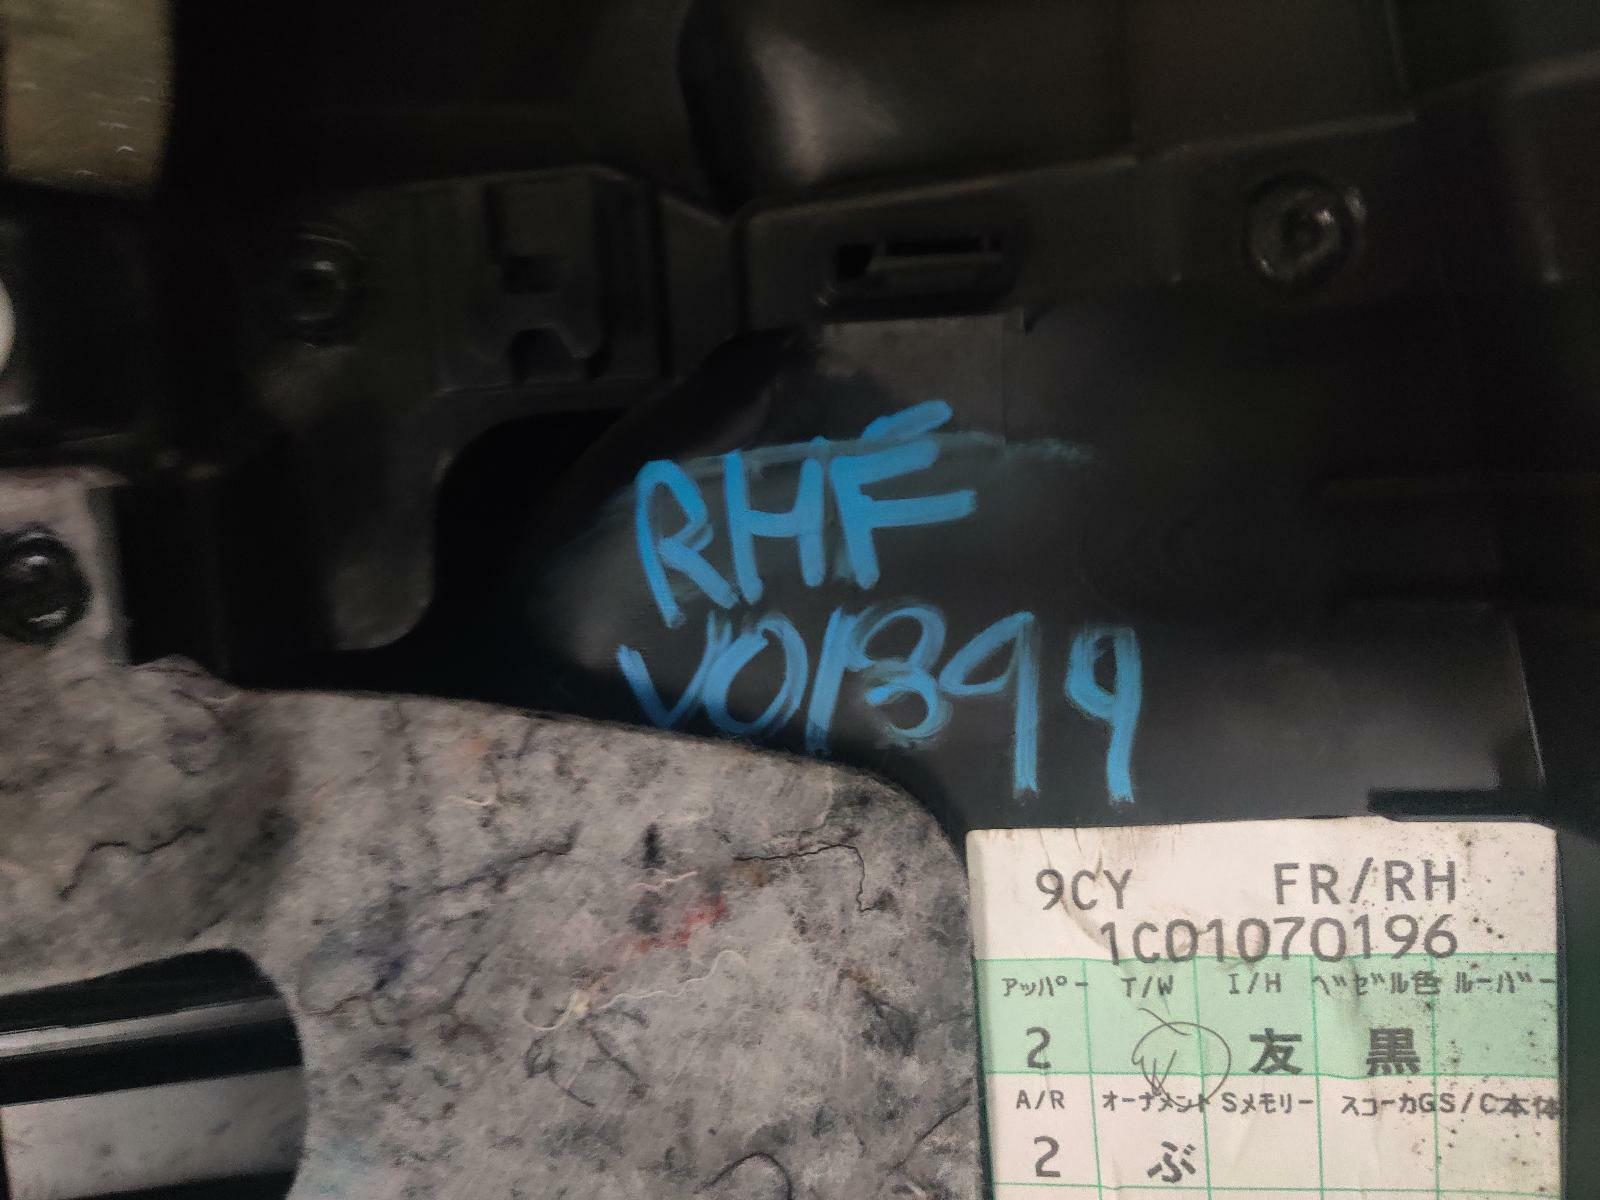 RHF
V01899
9CY FR/RH
1C01070196
アッパー T/W I/H ベゼル色 ルーバー
2 友 黒
A/R オーナメント Sメモリー スコーカG S/C本体
2 ぶ